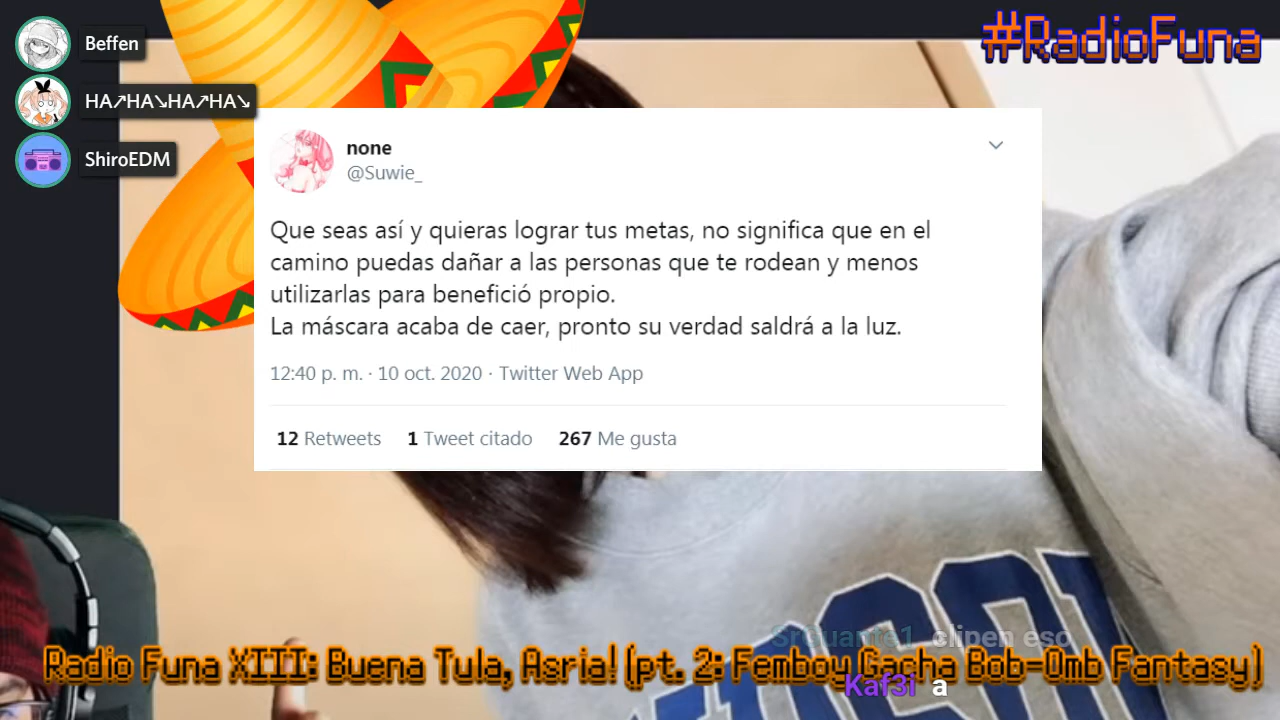 Beffen
#RadioFuna
HA↗HA↘HA↗HA↘
ShiroEDM
none
@Suwie_
Que seas así y quieras lograr tus metas, no significa que en el
camino puedas dañar a las personas que te rodean y menos
utilizarlas para benefició propio.
La máscara acaba de caer, pronto su verdad saldrá a la luz.
12:40 p. m. · 10 oct. 2020 · Twitter Web App
12 Retweets 1 Tweet citado 267 Me gusta
SrGuante1 clipen eso
Radio Funa XIII: Buena Tula, Asria! (pt. 2: Femboy Gacha Bob-Omb Fantasy)
Kaf3i a